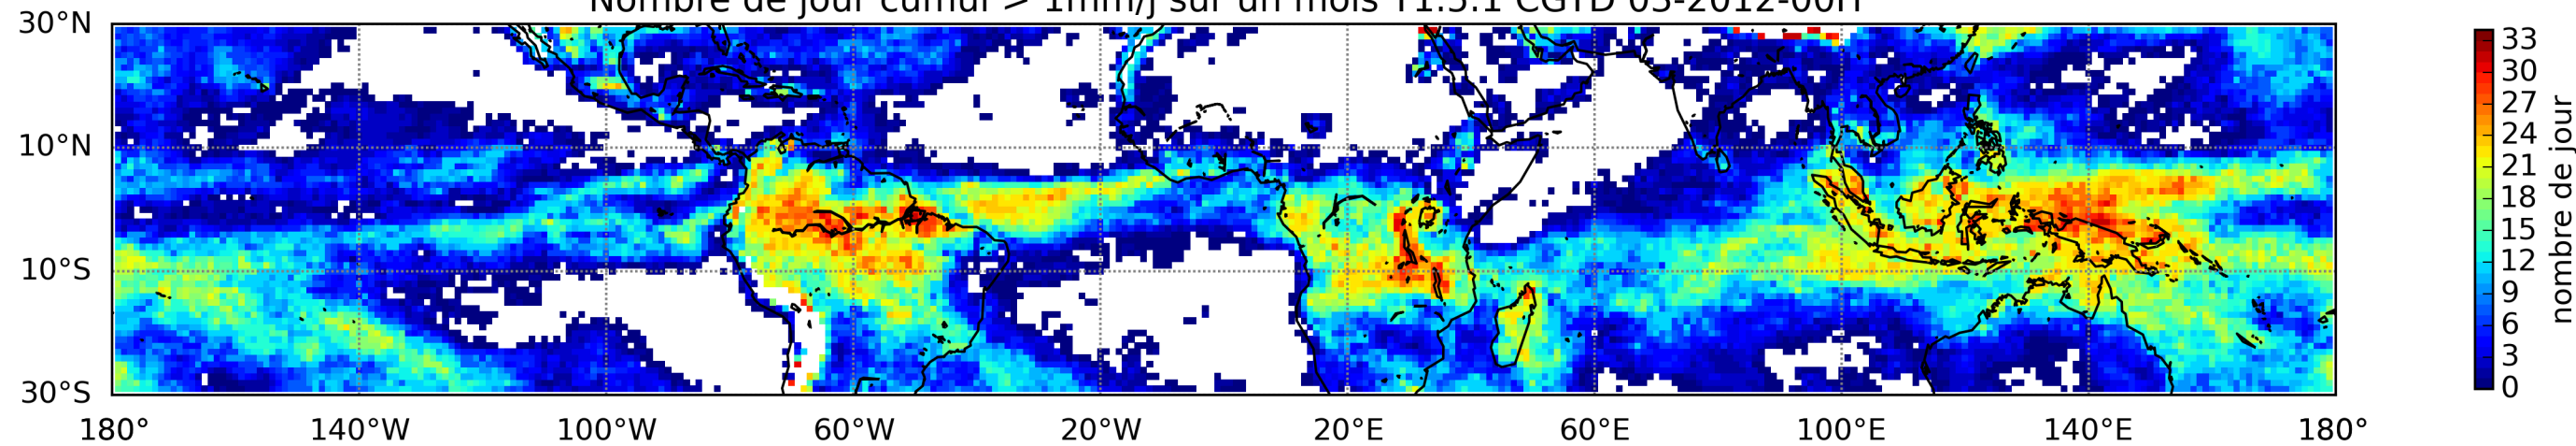 Nombre de jour cumul > 1mm/j sur un mois T1.5.1 CGTD 03-2012-00H
30°N
10°N
10°S
30°S
180° 140°W 100°W 60°W 20°W 20°E 60°E 100°E 140°E 180°
33
30
27
24
21
18
15
12
9
6
3
0
nombre de jour